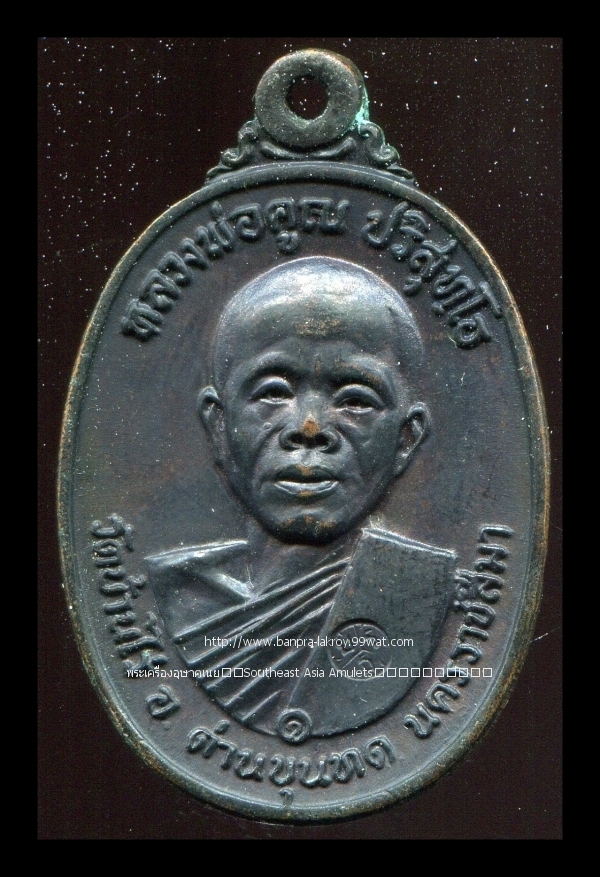 หลวงพ่อคูณ ปริสุทฺโธ
วัดบ้านไร่ อ. ด่านขุนทด นครราชสีมา
๑
http://www.banpra-lakroy.99wat.com
พระเครื่องอุษาคเนย์□□Southeast Asia Amulets□□□□□□□□□□